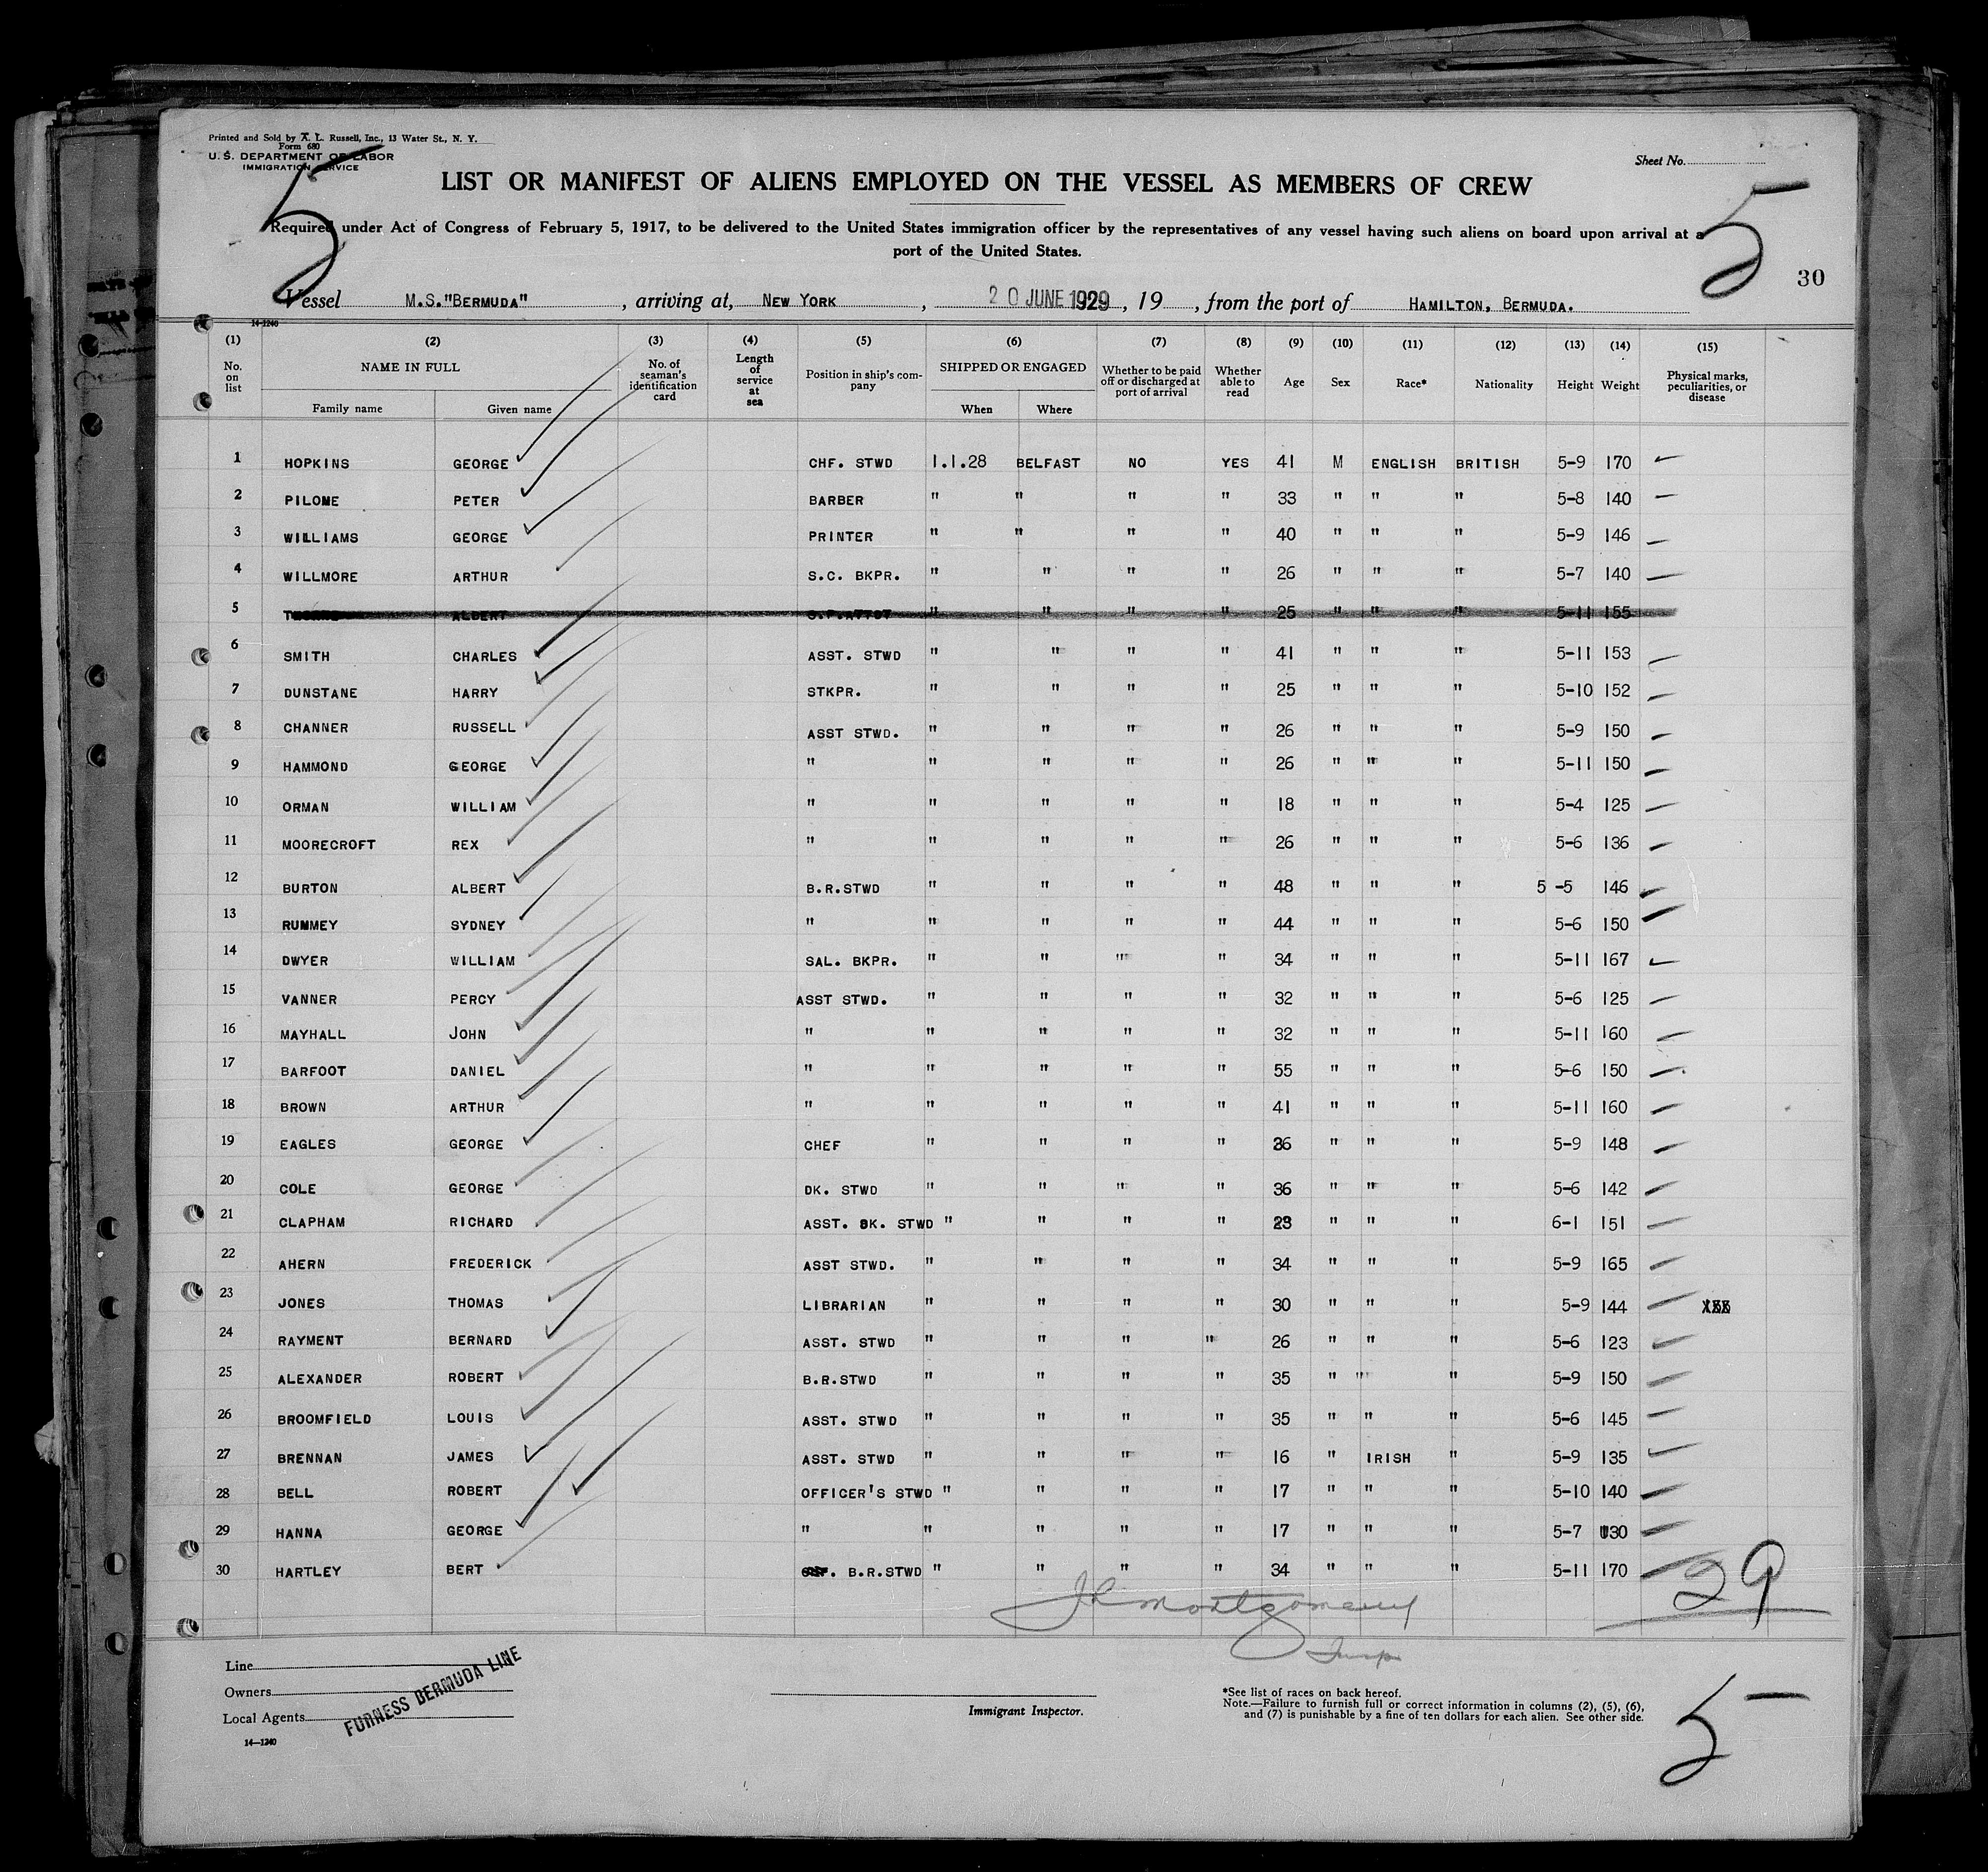 Printed and Sold by A. L. Russell, Inc., 13 Water St., N. Y.
Form 680
U. S. DEPARTMENT OF LABOR
IMMIGRATION SERVICE
Sheet No.
5
5
LIST OR MANIFEST OF ALIENS EMPLOYED ON THE VESSEL AS MEMBERS OF CREW
Required under Act of Congress of February 5, 1917, to be delivered to the United States immigration officer by the representatives of any vessel having such aliens on board upon arrival at a
port of the United States.
30
Vessel M.S."BERMUDA" , arriving at, NEW YORK , 20 JUNE 1929 , 19 , from the port of HAMILTON, BERMUDA.
14-1240
(1) (2) (3) (4) (5) (6) (7) (8) (9) (10) (11) (12) (13) (14) (15)
No. on list NAME IN FULL Family name Given name No. of seaman's identification card Length of service at sea Position in ship's company SHIPPED OR ENGAGED When Where Whether to be paid off or discharged at port of arrival Whether able to read Age Sex Race* Nationality Height Weight Physical marks, peculiarities, or disease
1 HOPKINS GEORGE CHF. STWD 1.1.28 BELFAST NO YES 41 M ENGLISH BRITISH 5-9 170
2 PILOME PETER BARBER " " " " 33 " " " 5-8 140
3 WILLIAMS GEORGE PRINTER " " " " 40 " " " 5-9 146
4 WILLMORE ARTHUR S.C. BKPR. " " " " 26 " " " 5-7 140
5 ALBERT " " " " 25 " " " 5-11 155
6 SMITH CHARLES ASST. STWD " " " " 41 " " " 5-11 153
7 DUNSTANE HARRY STKPR. " " " " 25 " " " 5-10 152
8 CHANNER RUSSELL ASST STWD. " " " " 26 " " " 5-9 150
9 HAMMOND GEORGE " " " " " 26 " " " 5-11 150
10 ORMAN WILLIAM " " " " " 18 " " " 5-4 125
11 MOORECROFT REX " " " " " 26 " " " 5-6 136
12 BURTON ALBERT B.R.STWD " " " " 48 " " " 5 -5 146
13 RUMMEY SYDNEY " " " " " 44 " " " 5-6 150
14 DWYER WILLIAM SAL. BKPR. " " " " 34 " " " 5-11 167
15 VANNER PERCY ASST STWD. " " " " 32 " " " 5-6 125
16 MAYHALL JOHN " " " " " 32 " " " 5-11 160
17 BARFOOT DANIEL " " " " " 55 " " " 5-6 150
18 BROWN ARTHUR " " " " " 41 " " " 5-11 160
19 EAGLES GEORGE CHEF " " " " 36 " " " 5-9 148
20 COLE GEORGE DK. STWD " " " " 36 " " " 5-6 142
21 CLAPHAM RICHARD ASST. DK. STWD " " " " 23 " " " 6-1 151
22 AHERN FREDERICK ASST STWD. " " " " 34 " " " 5-9 165
23 JONES THOMAS LIBRARIAN " " " " 30 " " " 5-9 144
24 RAYMENT BERNARD ASST. STWD " " " " 26 " " " 5-6 123
25 ALEXANDER ROBERT B.R.STWD " " " " 35 " " " 5-9 150
26 BROOMFIELD LOUIS ASST. STWD " " " " 35 " " " 5-6 145
27 BRENNAN JAMES ASST. STWD " " " " 16 " IRISH " 5-9 135
28 BELL ROBERT OFFICER'S STWD " " " " 17 " " " 5-10 140
29 HANNA GEORGE " " " " " 17 " " " 5-7 130
30 HARTLEY BERT B.R.STWD " " " " 34 " " " 5-11 170
29
Montgomery
Insp
Line
Owners
Local Agents
FURNESS BERMUDA LINE
14—1240
Immigrant Inspector.
*See list of races on back hereof.
Note.—Failure to furnish full or correct information in columns (2), (5), (6),
and (7) is punishable by a fine of ten dollars for each alien. See other side.
5